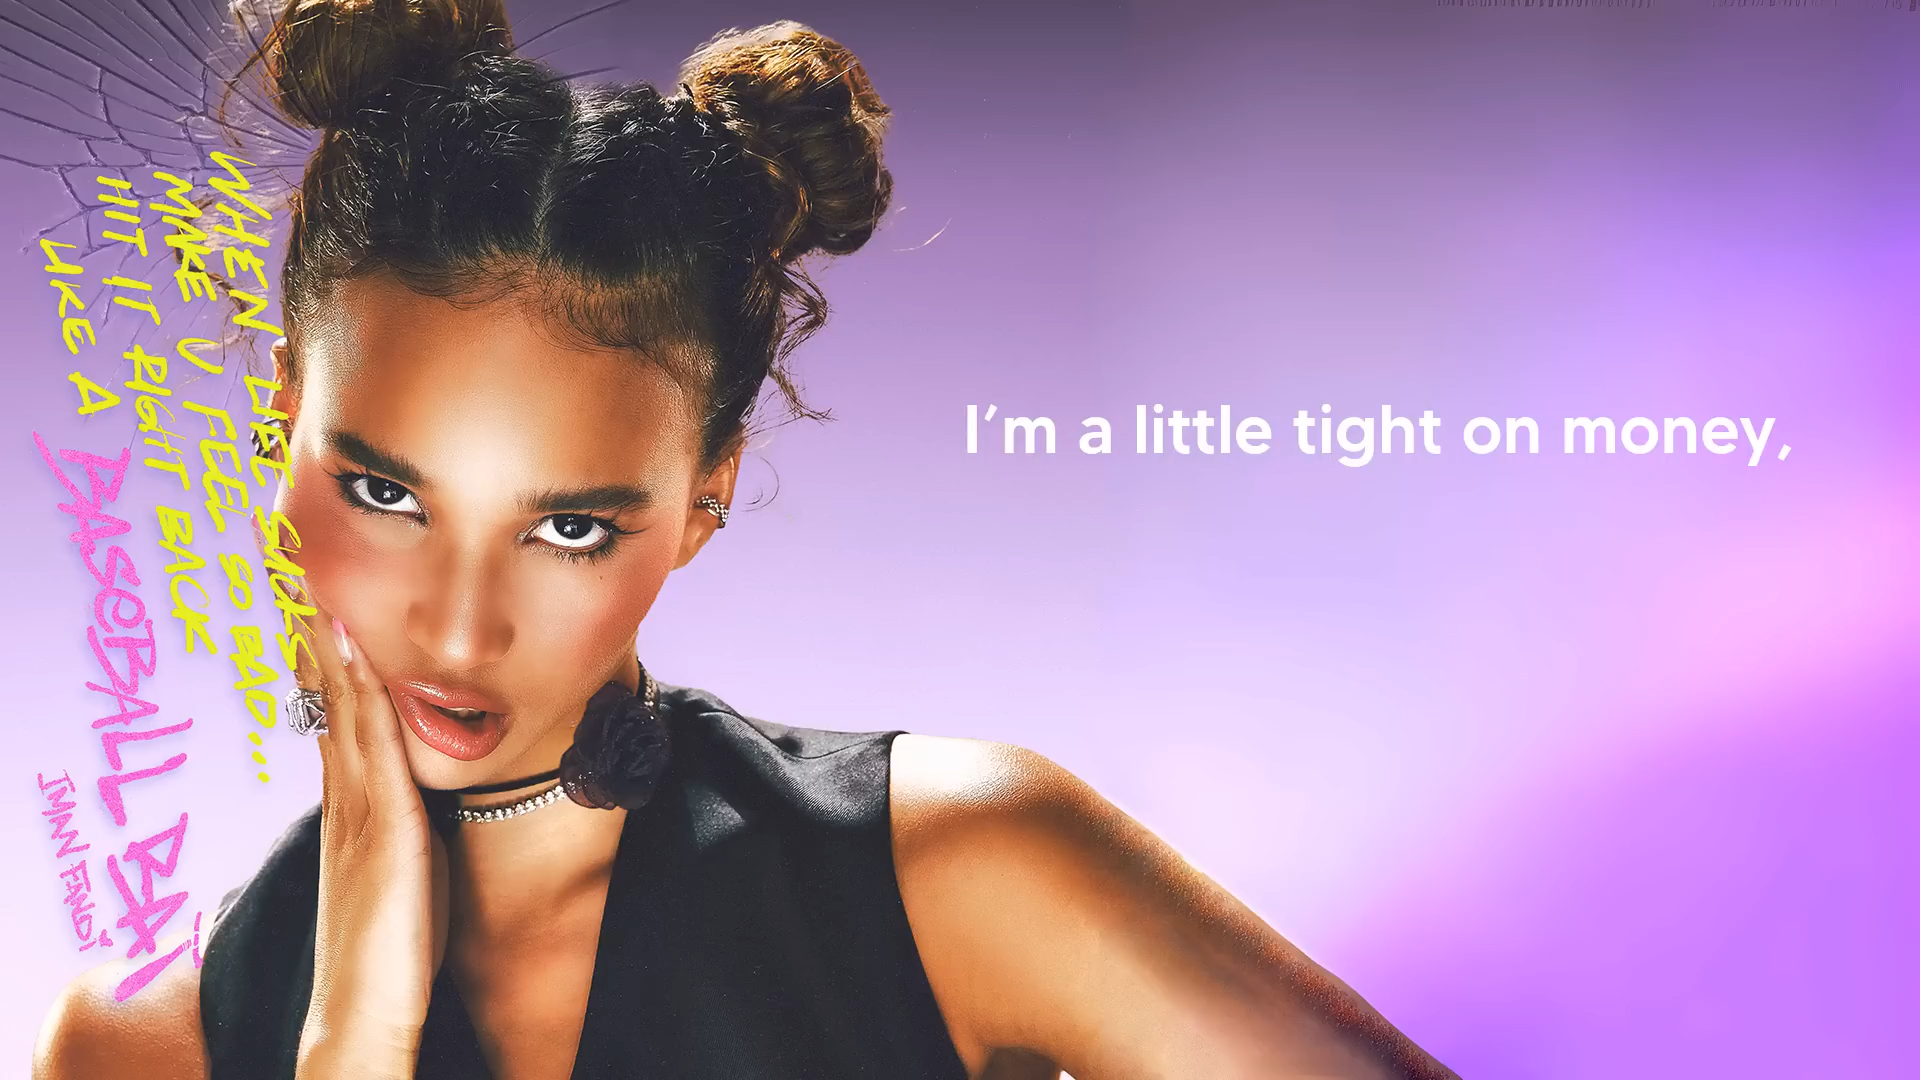 WHEN LIFE SUCKS
MAKE U FEEL SO BAD...
HIT IT RIGHT BACK
LIKE A
BASEBALL BAT
IMAN FANDI
I’m a little tight on money,